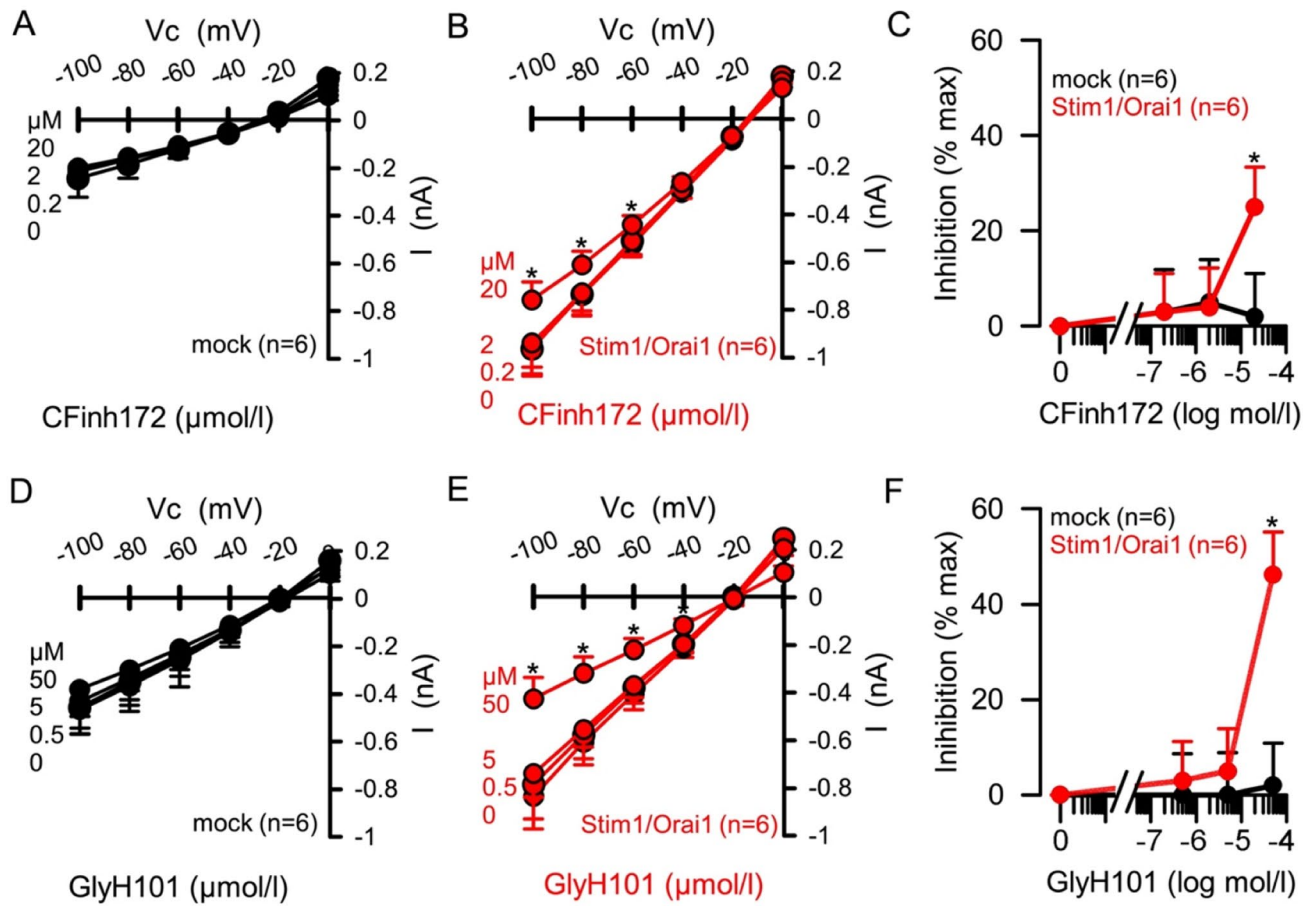 A
Vc (mV)
-100
-80
-60
-40
-20
0.2
0
-0.2
-0.4
-0.6
-0.8
-1
I (nA)
µM
20
2
0.2
0
mock (n=6)
CFinh172 (µmol/l)
B
Vc (mV)
-100
-80
-60
-40
-20
0.2
0
-0.2
-0.4
-0.6
-0.8
-1
I (nA)
* * *
µM
20
2
0.2
0
Stim1/Orai1 (n=6)
CFinh172 (µmol/l)
C
60
40
20
0
Inhibition (% max)
mock (n=6)
Stim1/Orai1 (n=6)
*
0
-7
-6
-5
-4
CFinh172 (log mol/l)
D
Vc (mV)
-100
-80
-60
-40
-20
0.2
0
-0.2
-0.4
-0.6
-0.8
-1
I (nA)
µM
50
5
0.5
0
mock (n=6)
GlyH101 (µmol/l)
E
Vc (mV)
-100
-80
-60
-40
-20
0.2
0
-0.2
-0.4
-0.6
-0.8
-1
I (nA)
* * * *
µM
50
5
0.5
0
Stim1/Orai1 (n=6)
GlyH101 (µmol/l)
F
60
40
20
0
Inihibition (% max)
mock (n=6)
Stim1/Orai1 (n=6)
*
0
-7
-6
-5
-4
GlyH101 (log mol/l)